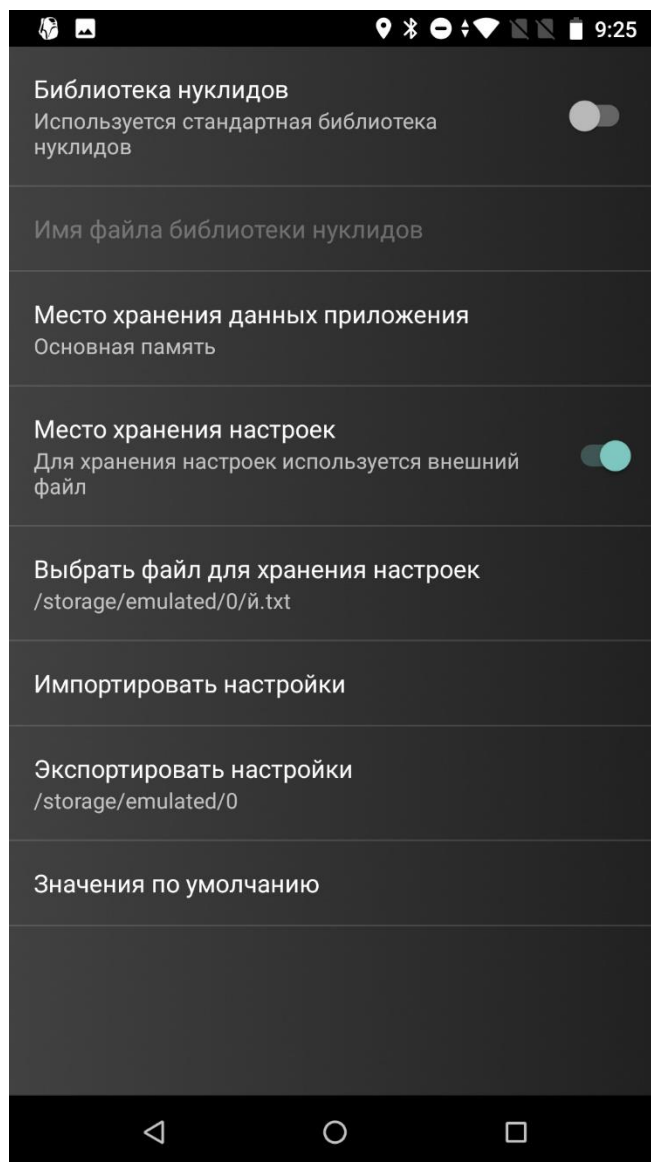 9:25
Библиотека нуклидов
Используется стандартная библиотека
нуклидов
Имя файла библиотеки нуклидов
Место хранения данных приложения
Основная память
Место хранения настроек
Для хранения настроек используется внешний
файл
Выбрать файл для хранения настроек
/storage/emulated/0/й.txt
Импортировать настройки
Экспортировать настройки
/storage/emulated/0
Значения по умолчанию